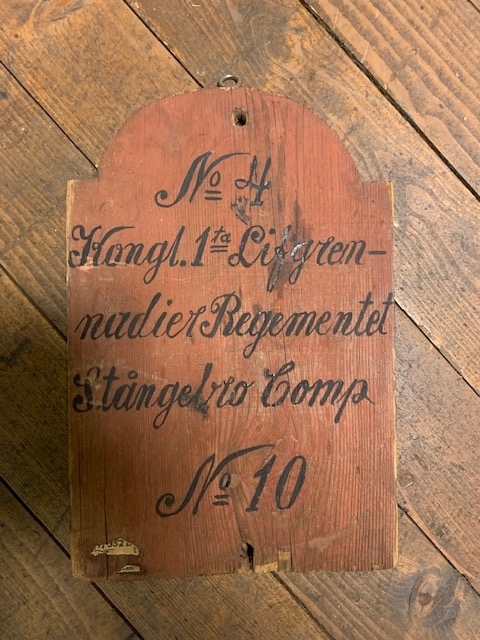 No 4
Kongl. 1ta Lifgren-
nadier Regementet
Stångebro Comp
No 10